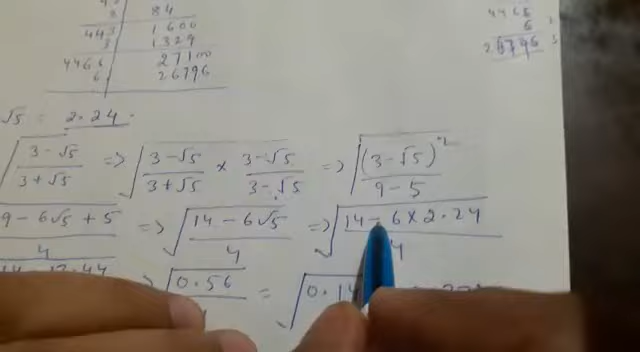 8 84
443 1600
3 1329
4466 27100
6 26796
4466
6
26796
√5 = 2.24.
√(3-√5)/(3+√5) => √(3-√5)/(3+√5) × (3-√5)/(3-√5) => √(3-√5)²/(9-5)
9-6√5+5/4 => √(14-6√5)/4 => √(14-6×2.24)/4
√0.56 = √0.14